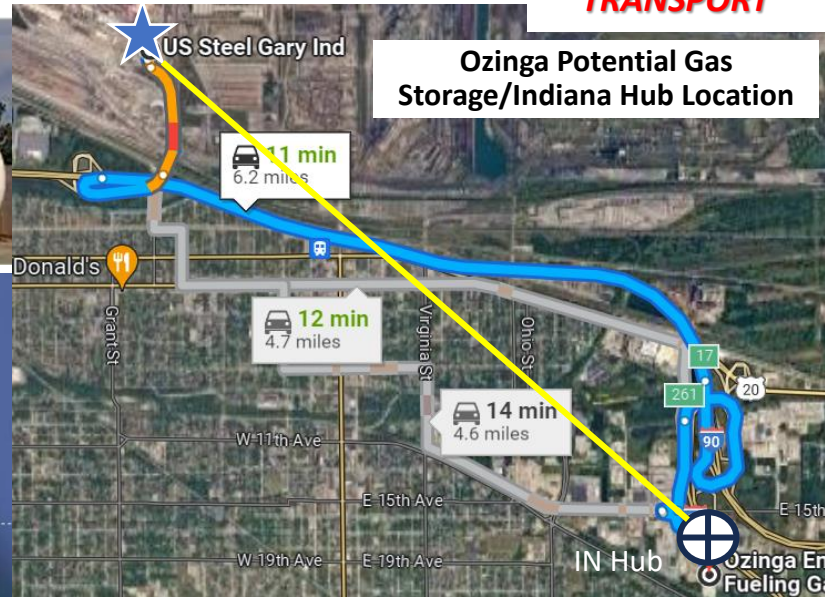 TRANSPORT
Ozinga Potential Gas
Storage/Indiana Hub Location
US Steel Gary Ind
11 min
6.2 miles
Donald's
12 min
4.7 miles
Grant St
Virginia St
Ohio St
17
261
20
90
14 min
4.6 miles
W 11th Ave
E 15th Ave
E 15th
W 19th Ave
E 19th Ave
IN Hub
Ozinga En
Fueling Ga